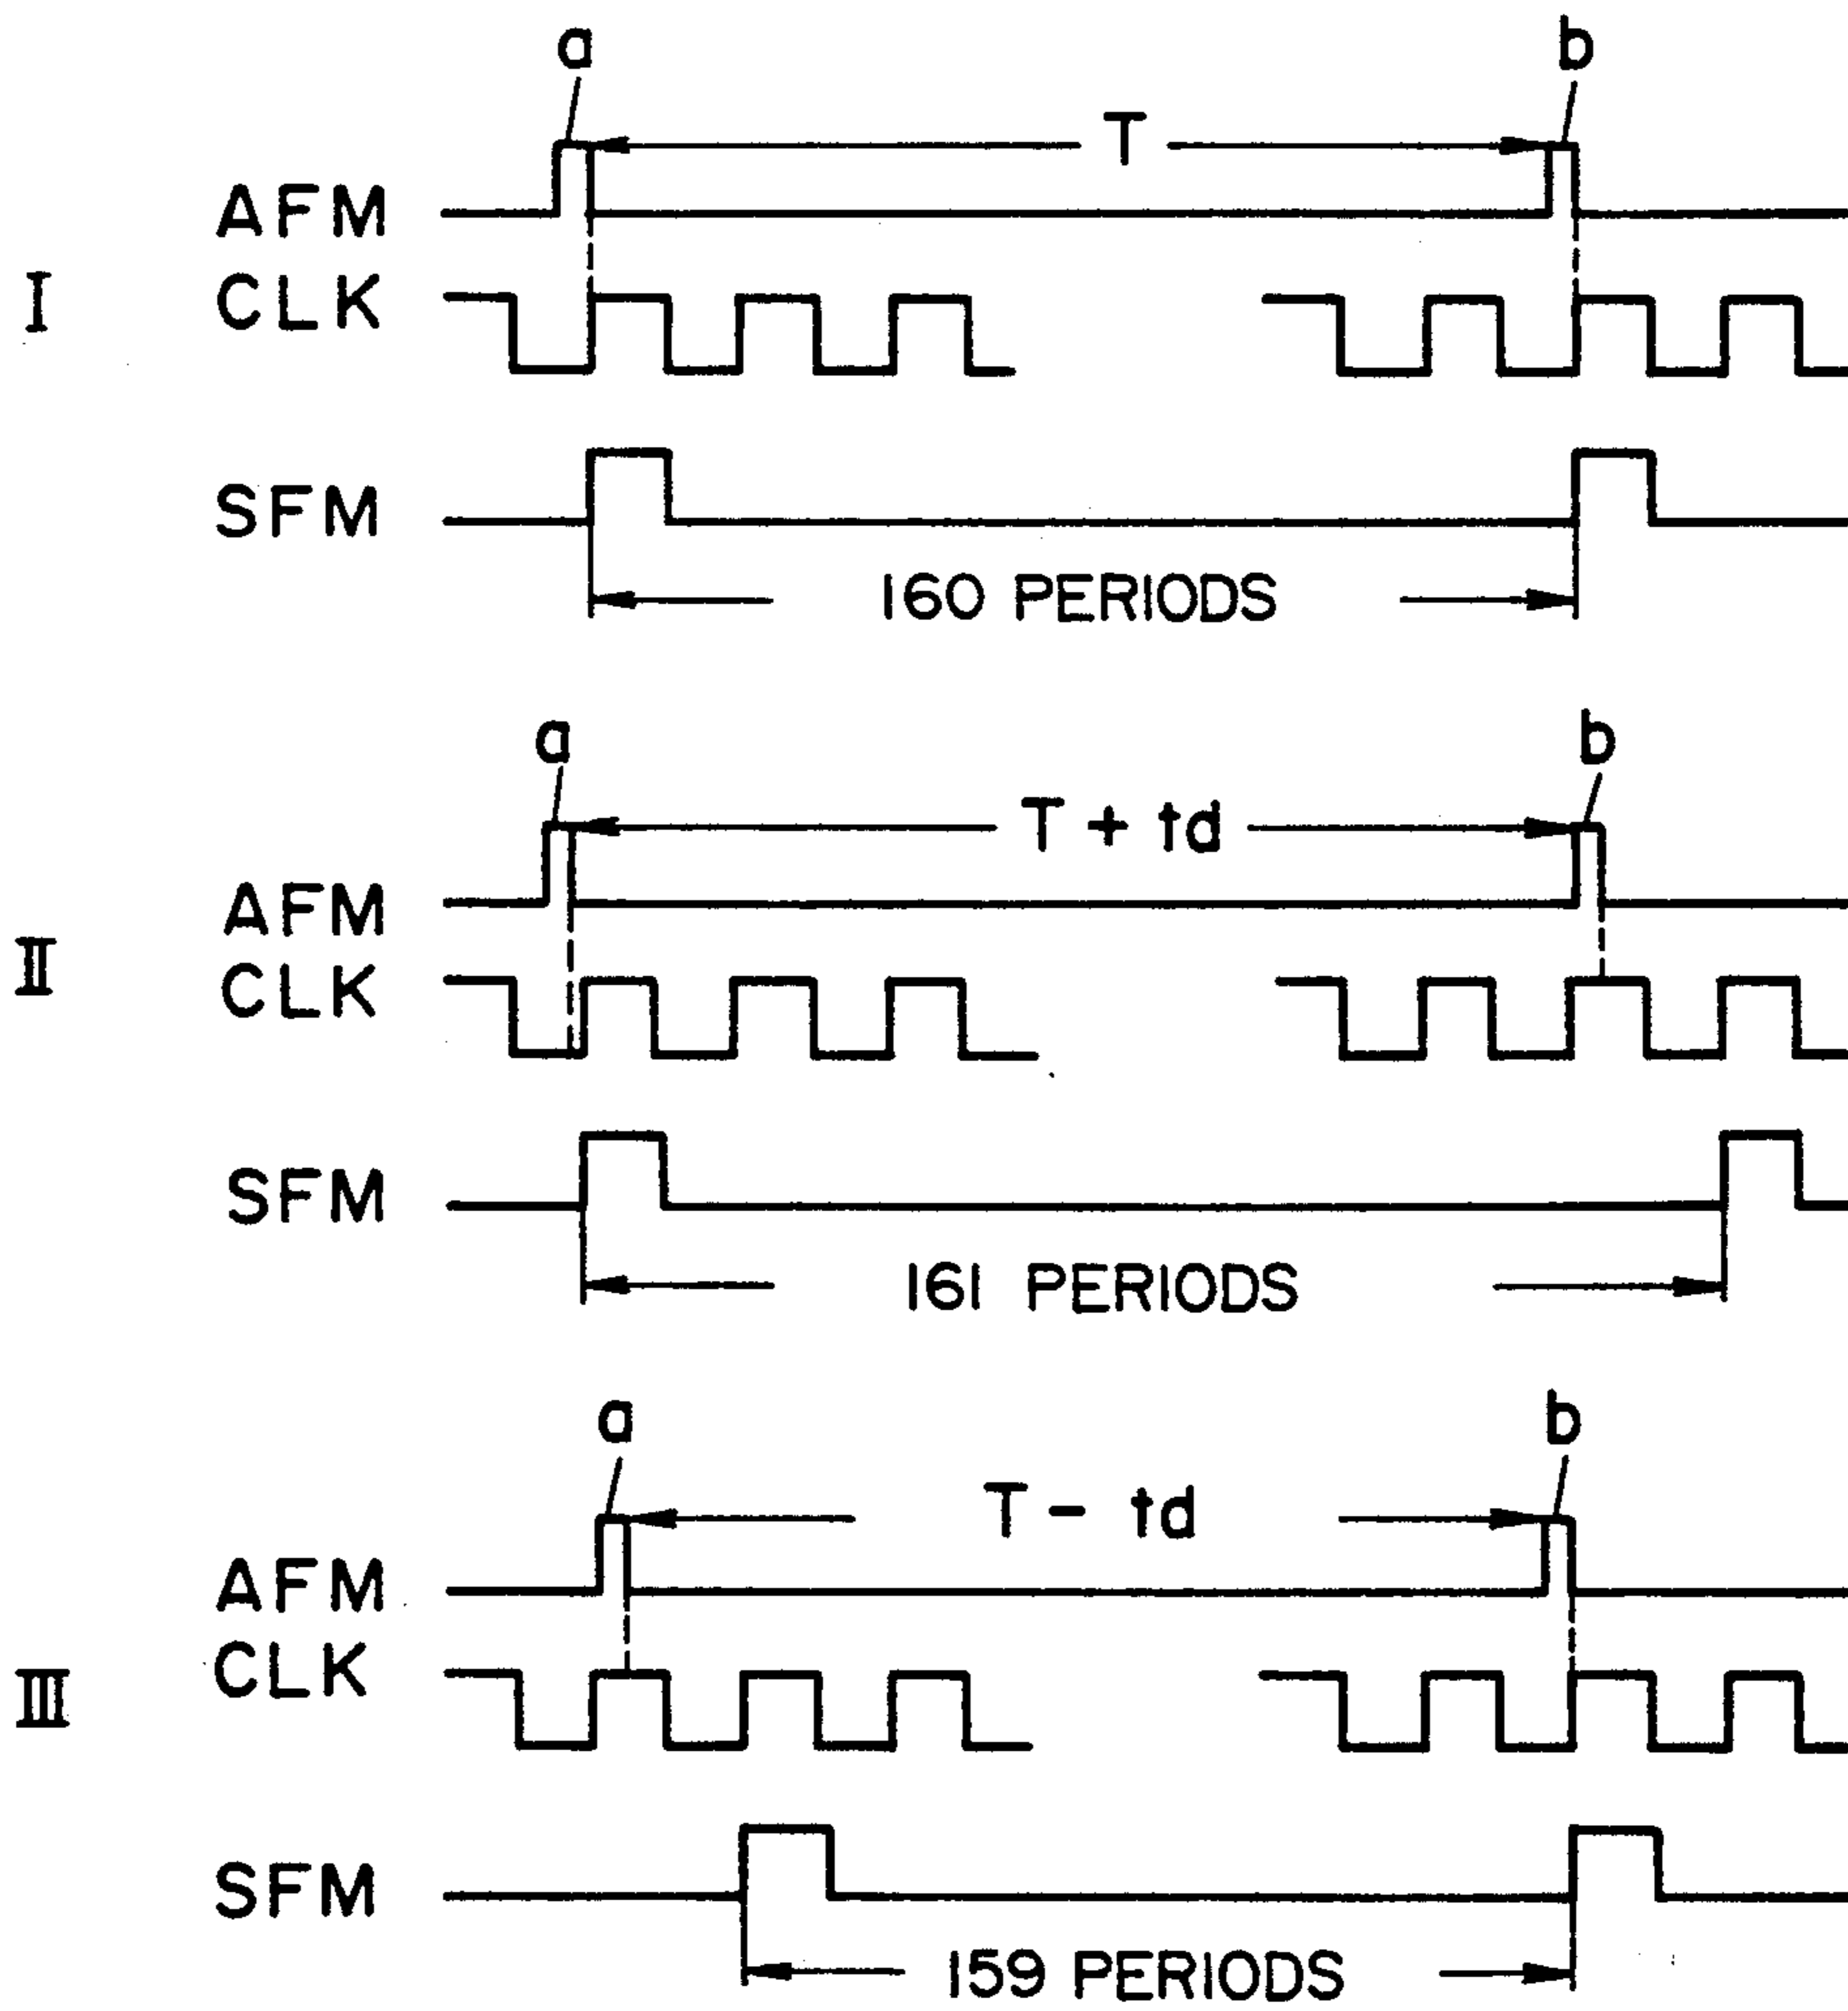 a b
T
AFM
I CLK
SFM
160 PERIODS
a b
T + td
AFM
II CLK
SFM
161 PERIODS
a b
T - td
AFM
III CLK
SFM
159 PERIODS